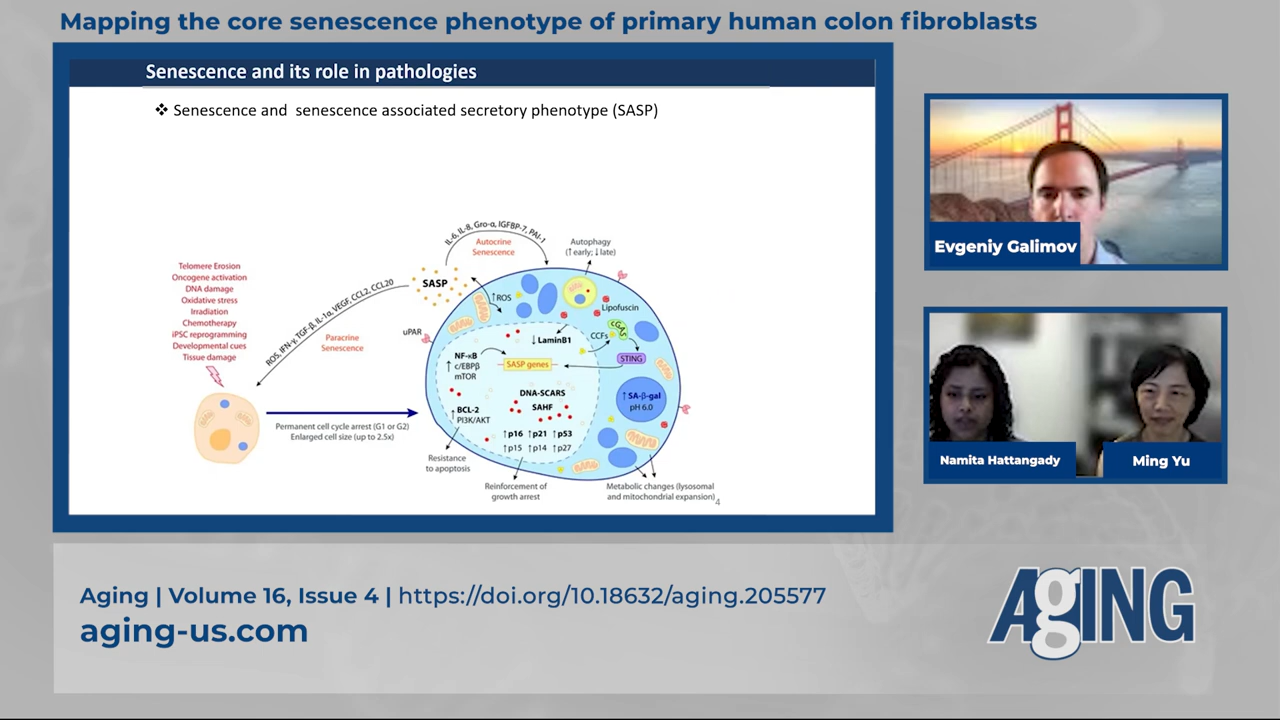 Mapping the core senescence phenotype of primary human colon fibroblasts
Senescence and its role in pathologies
❖ Senescence and senescence associated secretory phenotype (SASP)
Telomere Erosion
Oncogene activation
DNA damage
Oxidative stress
Irradiation
Chemotherapy
iPSC reprogramming
Developmental cues
Tissue damage
ROS, IFN-γ, TGF-β, IL-1α, VEGF, CCL2, CCL20
Paracrine
Senescence
SASP
IL-6, IL-8, Gro-α, IGFBP-7, PAI-1
Autocrine
Senescence
Autophagy
(↑early; ↓late)
↑ROS
Lipofuscin
uPAR
↓LaminB1
CCFs
cGAS
STING
NF-κB
↑ c/EBPβ
mTOR
SASP genes
DNA-SCARS
SAHF
↑SA-β-gal
pH 6.0
↑BCL-2
PI3K/AKT
↑p16 ↑p21 ↑p53
↑p15 ↑p14 ↑p27
Permanent cell cycle arrest (G1 or G2)
Enlarged cell size (up to 2.5x)
Resistance
to apoptosis
Reinforcement of
growth arrest
Metabolic changes (lysosomal
and mitochondrial expansion)
4
Evgeniy Galimov
Namita Hattangady
Ming Yu
Aging | Volume 16, Issue 4 | https://doi.org/10.18632/aging.205577
aging-us.com
AgING